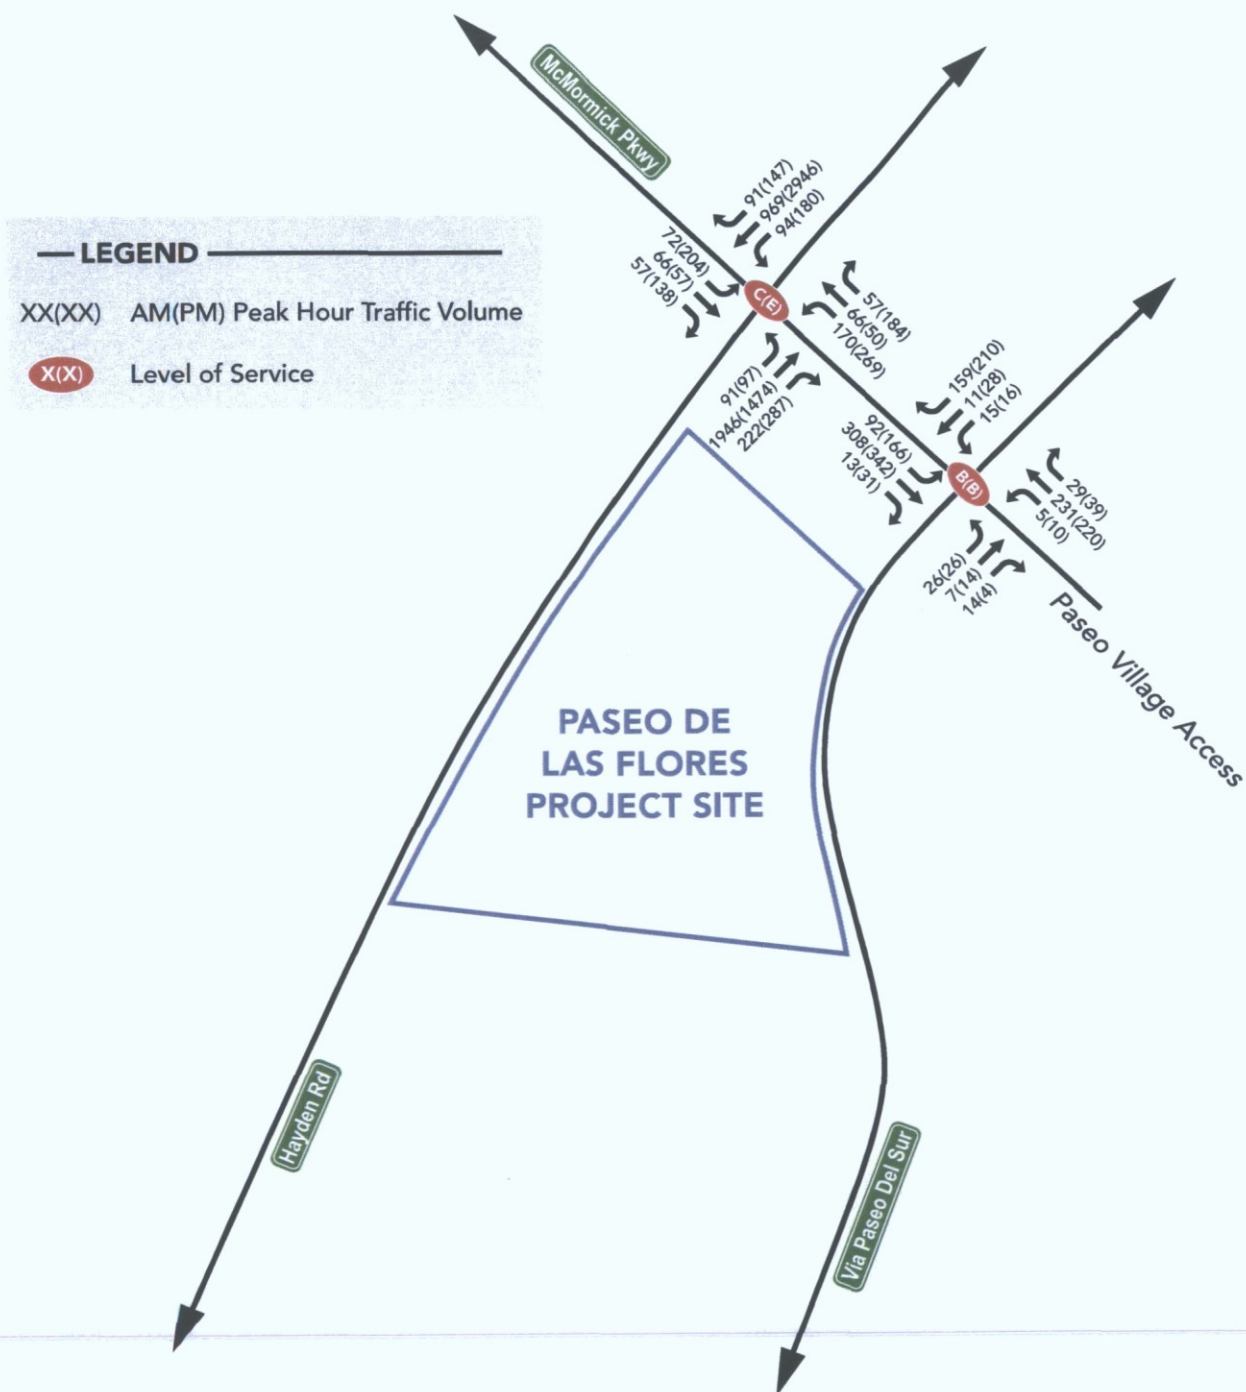 McMormick Pkwy
LEGEND
XX(XX) AM(PM) Peak Hour Traffic Volume
X(X) Level of Service
91(147)
969(2946)
94(180)
72(204)
66(57)
57(138)
C(E)
57(184)
66(50)
170(269)
91(97)
1946(1474)
222(287)
159(210)
11(28)
15(16)
92(166)
308(342)
13(31)
B(B)
29(39)
231(220)
5(10)
26(26)
7(14)
14(4)
Paseo Village Access
PASEO DE
LAS FLORES
PROJECT SITE
Hayden Rd
Via Paseo Del Sur